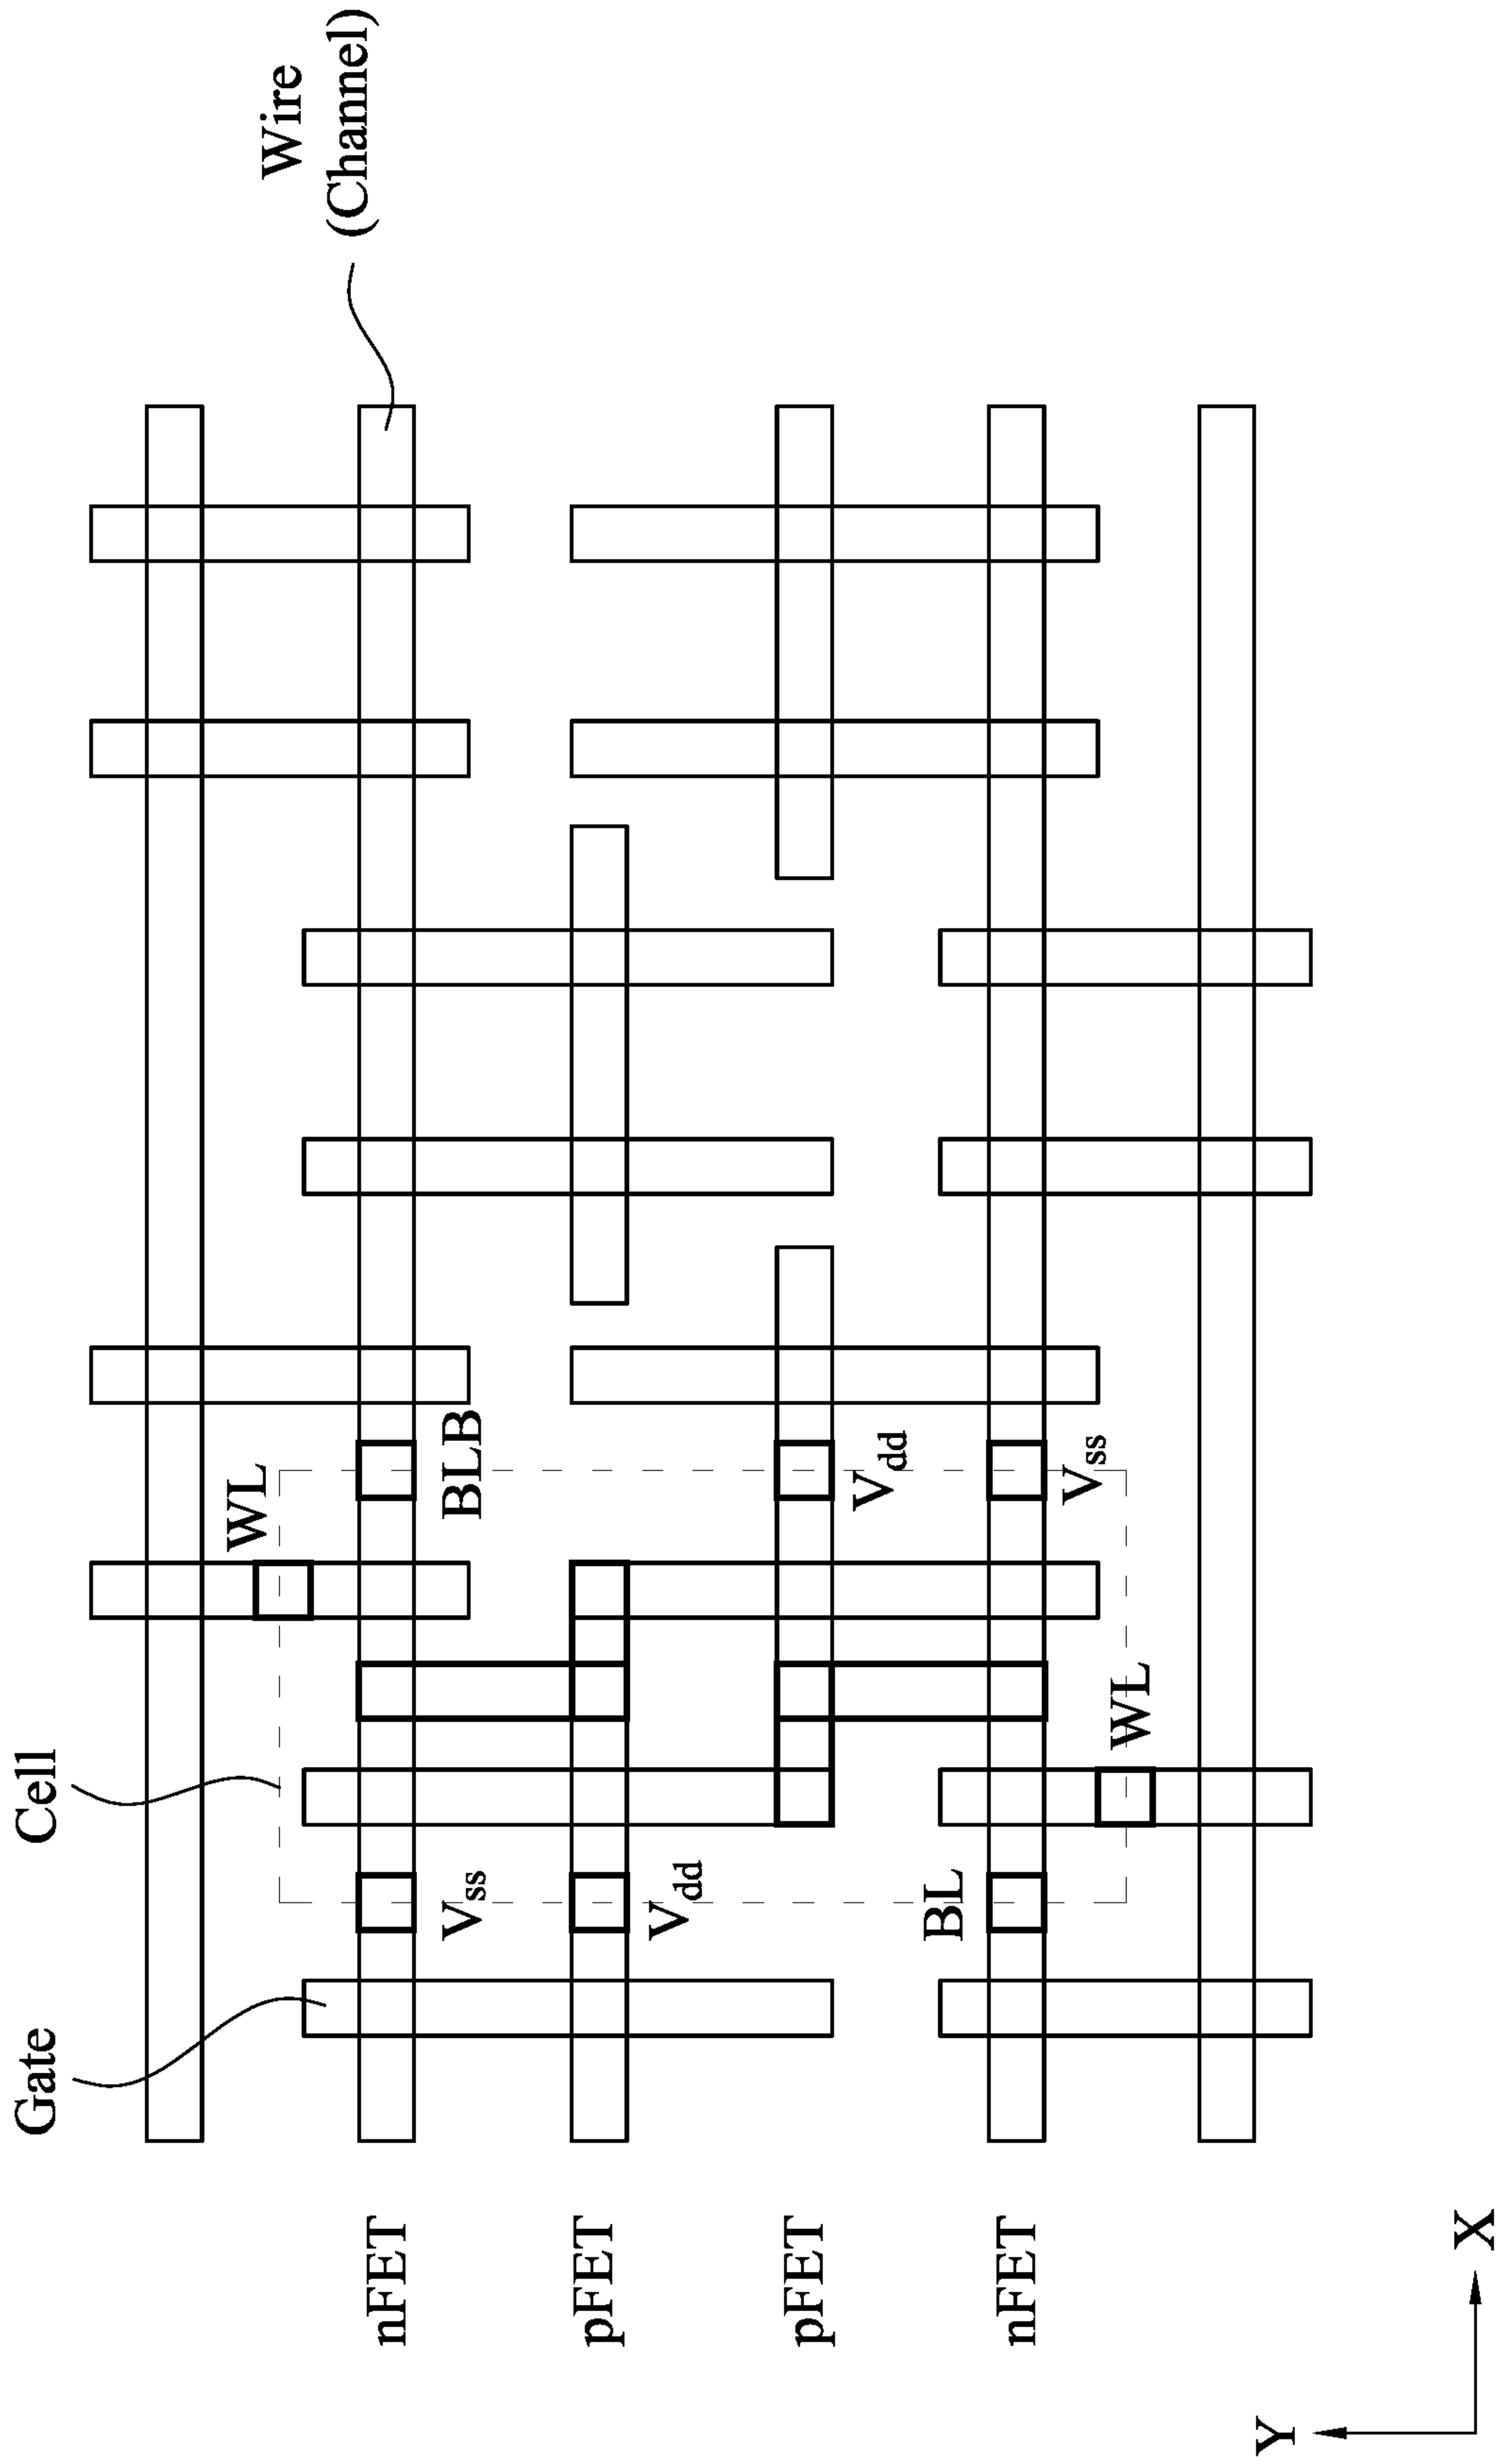 Wire
(Channel)
Cell
Gate
WL
BLB
Vdd
Vss
WL
Vss
Vdd
BL
nFET
pFET
pFET
nFET
Y
X